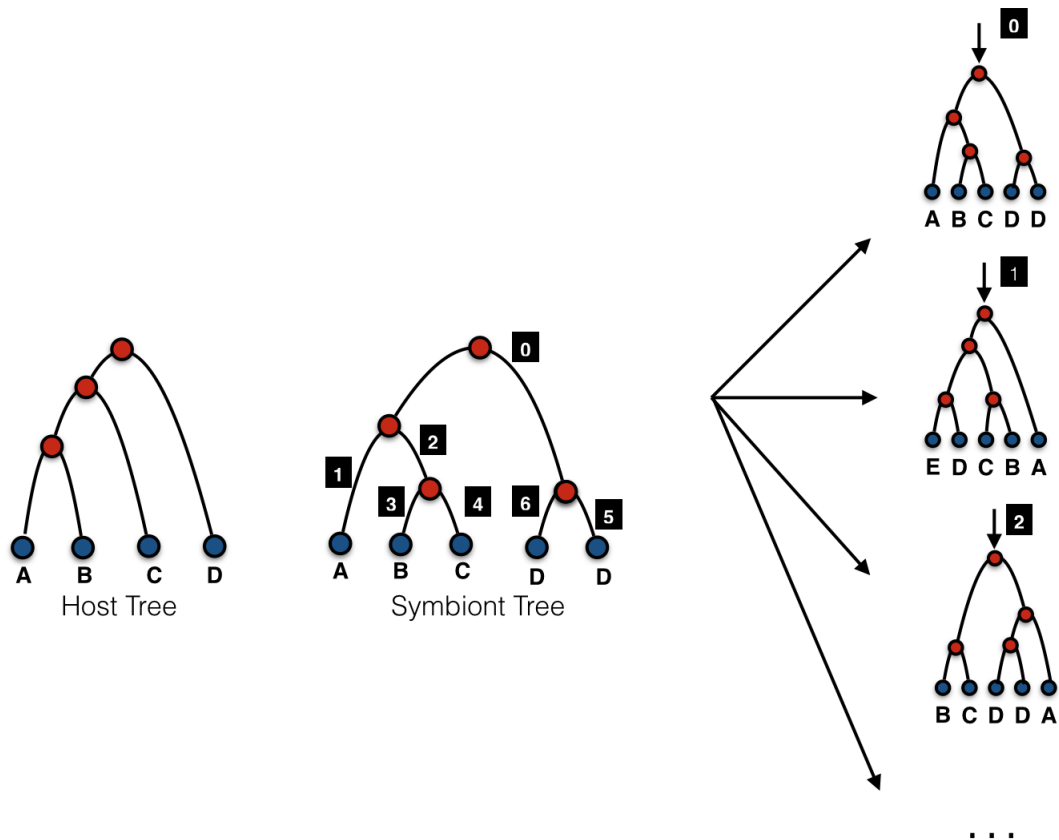 0
A B C D D
1
E D C B A
2
B C D D A
...
0
1
2
3
4
6
5
A B C D
Host Tree
A B C D D
Symbiont Tree